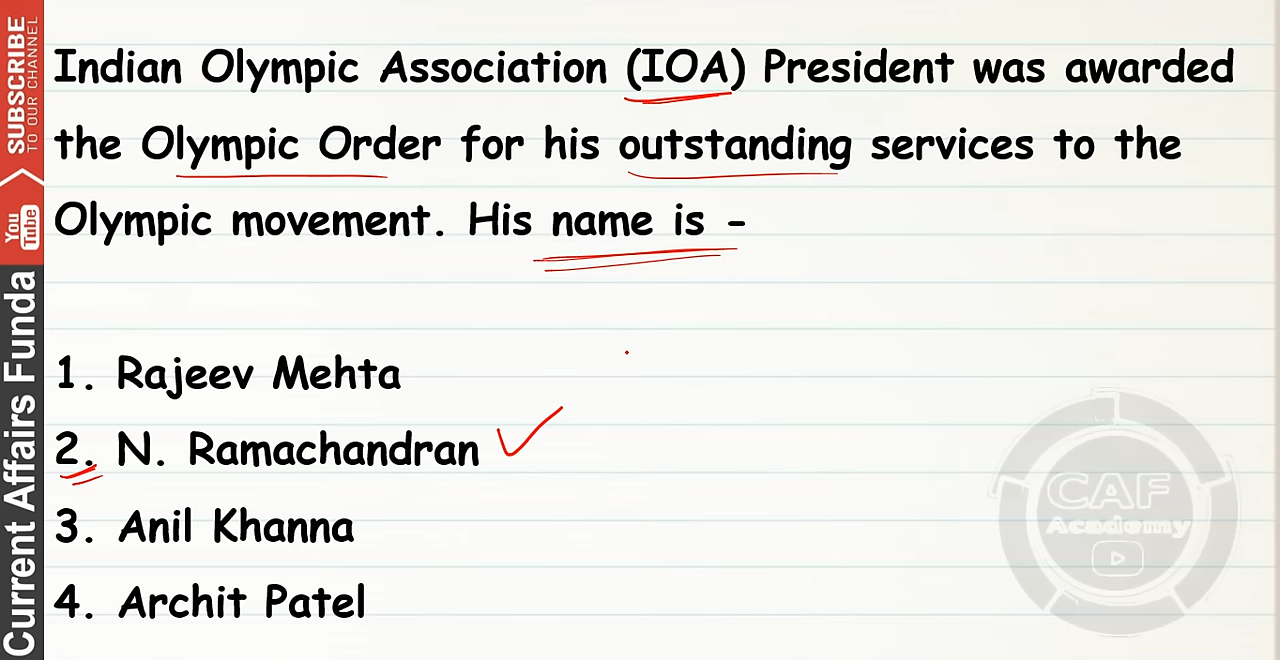 Indian Olympic Association (IOA) President was awarded
the Olympic Order for his outstanding services to the
Olympic movement. His name is -
1. Rajeev Mehta
2. N. Ramachandran
3. Anil Khanna
4. Archit Patel
SUBSCRIBE
TO OUR CHANNEL
You
Tube
Current Affairs Funda
CAF
Academy